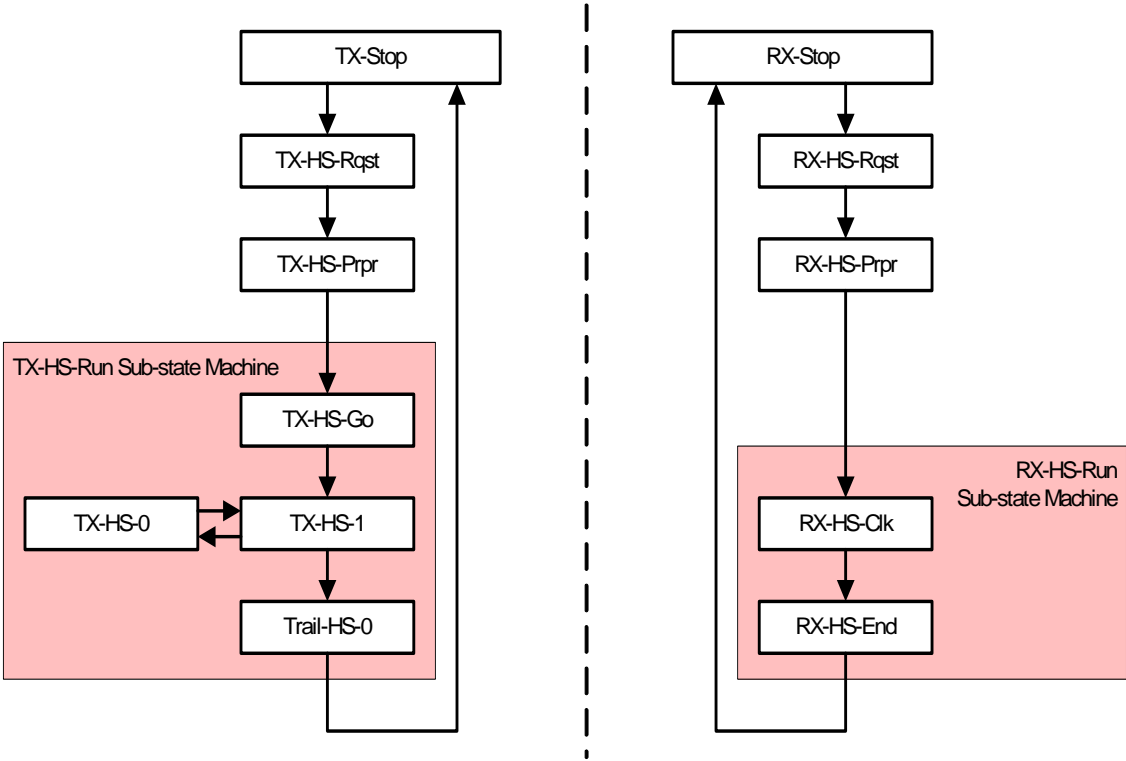 TX-Stop
TX-HS-Rqst
TX-HS-Prpr
TX-HS-Run Sub-state Machine
TX-HS-Go
TX-HS-0
TX-HS-1
Trail-HS-0
RX-Stop
RX-HS-Rqst
RX-HS-Prpr
RX-HS-Run
Sub-state Machine
RX-HS-Clk
RX-HS-End